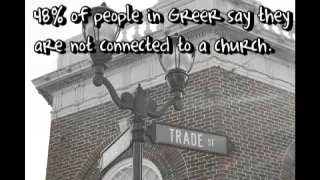 48% of people in Greer say they
are not connected to a church.
TRADE ST